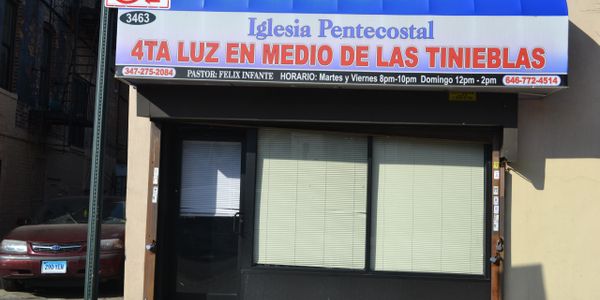 3463
Iglesia Pentecostal
4TA LUZ EN MEDIO DE LAS TINIEBLAS
347-275-2084 PASTOR: FELIX INFANTE HORARIO: Martes y Viernes 8pm-10pm Domingo 12pm - 2pm 646-772-4514